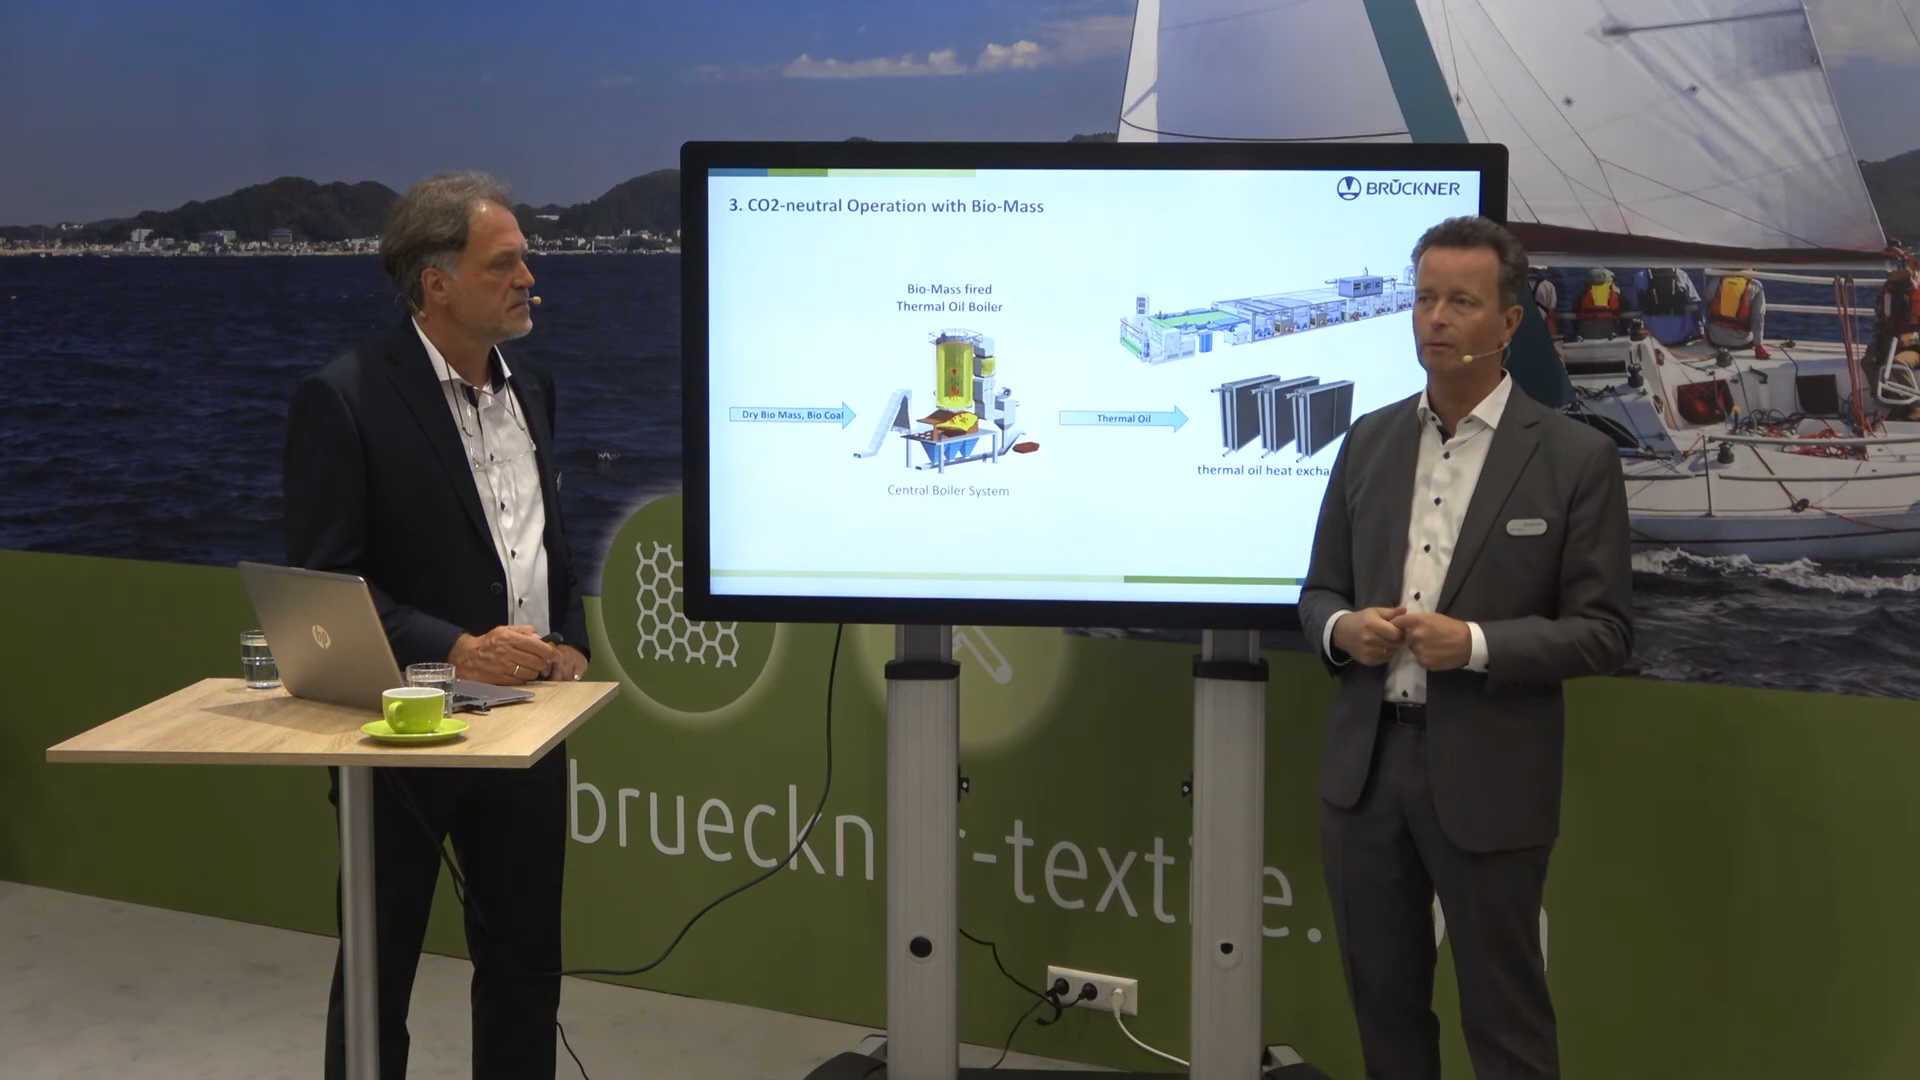 BRÜCKNER
3. CO2-neutral Operation with Bio-Mass
Bio-Mass fired
Thermal Oil Boiler
Dry Bio Mass, Bio Coal
Thermal Oil
thermal oil heat excha
Central Boiler System
hp
brueckn r-textile.